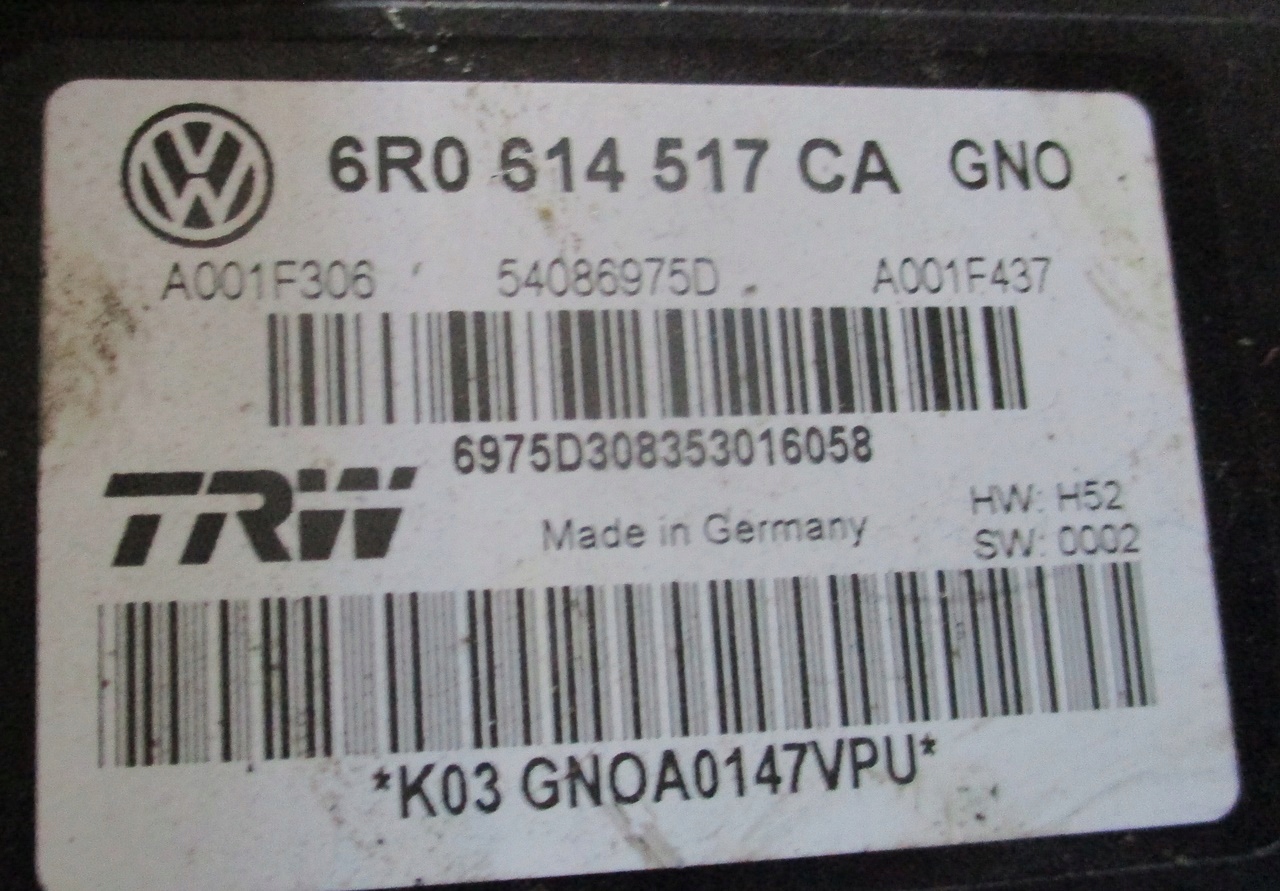 6R0 614 517 CA GNO
A001F306 54086975D A001F437
6975D308353016058
TRW
Made in Germany
HW: H52
SW: 0002
*K03 GNOA0147VPU*